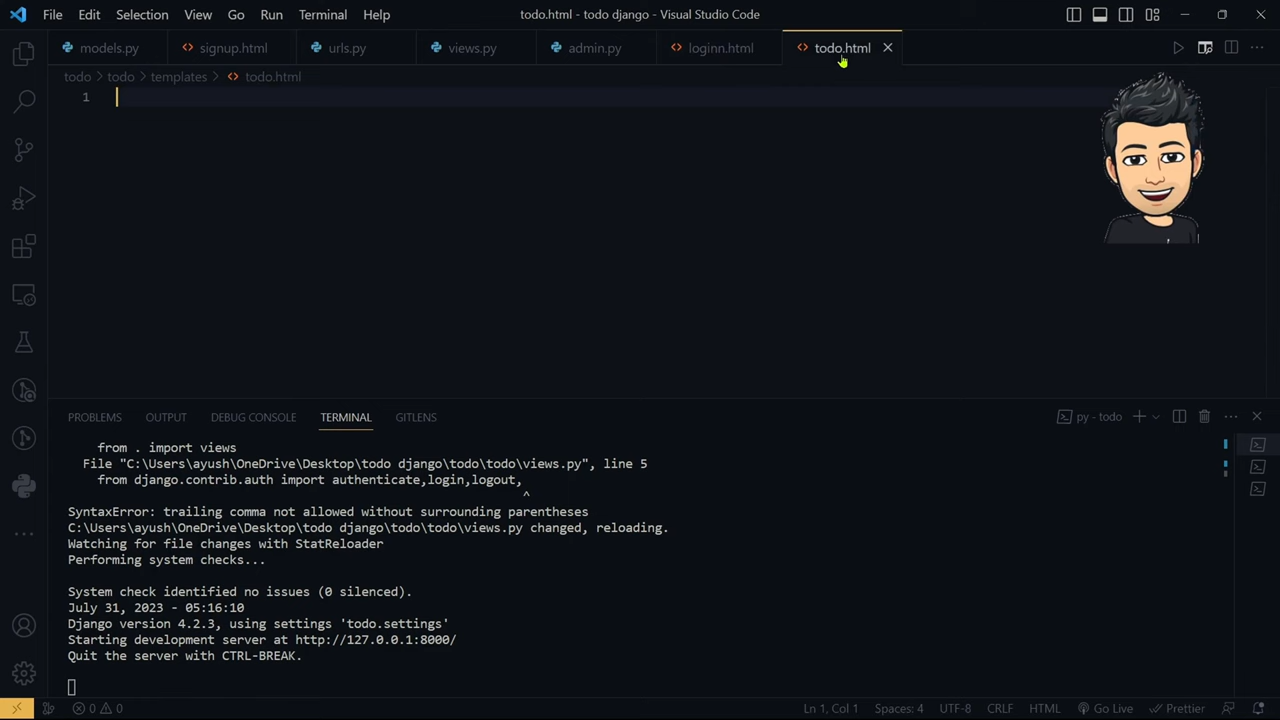 File Edit Selection View Go Run Terminal Help todo.html - todo django - Visual Studio Code
models.py signup.html urls.py views.py admin.py loginn.html todo.html
todo todo templates todo.html
1
PROBLEMS OUTPUT DEBUG CONSOLE TERMINAL GITLENS py - todo
from . import views
File "C:\Users\ayush\OneDrive\Desktop\todo django\todo\todo\views.py", line 5
from django.contrib.auth import authenticate,login,logout,
^
SyntaxError: trailing comma not allowed without surrounding parentheses
C:\Users\ayush\OneDrive\Desktop\todo django\todo\todo\views.py changed, reloading.
Watching for file changes with StatReloader
Performing system checks...
System check identified no issues (0 silenced).
July 31, 2023 - 05:16:10
Django version 4.2.3, using settings 'todo.settings'
Starting development server at http://127.0.0.1:8000/
Quit the server with CTRL-BREAK.
0 0 Ln 1, Col 1 Spaces: 4 UTF-8 CRLF HTML Go Live Prettier